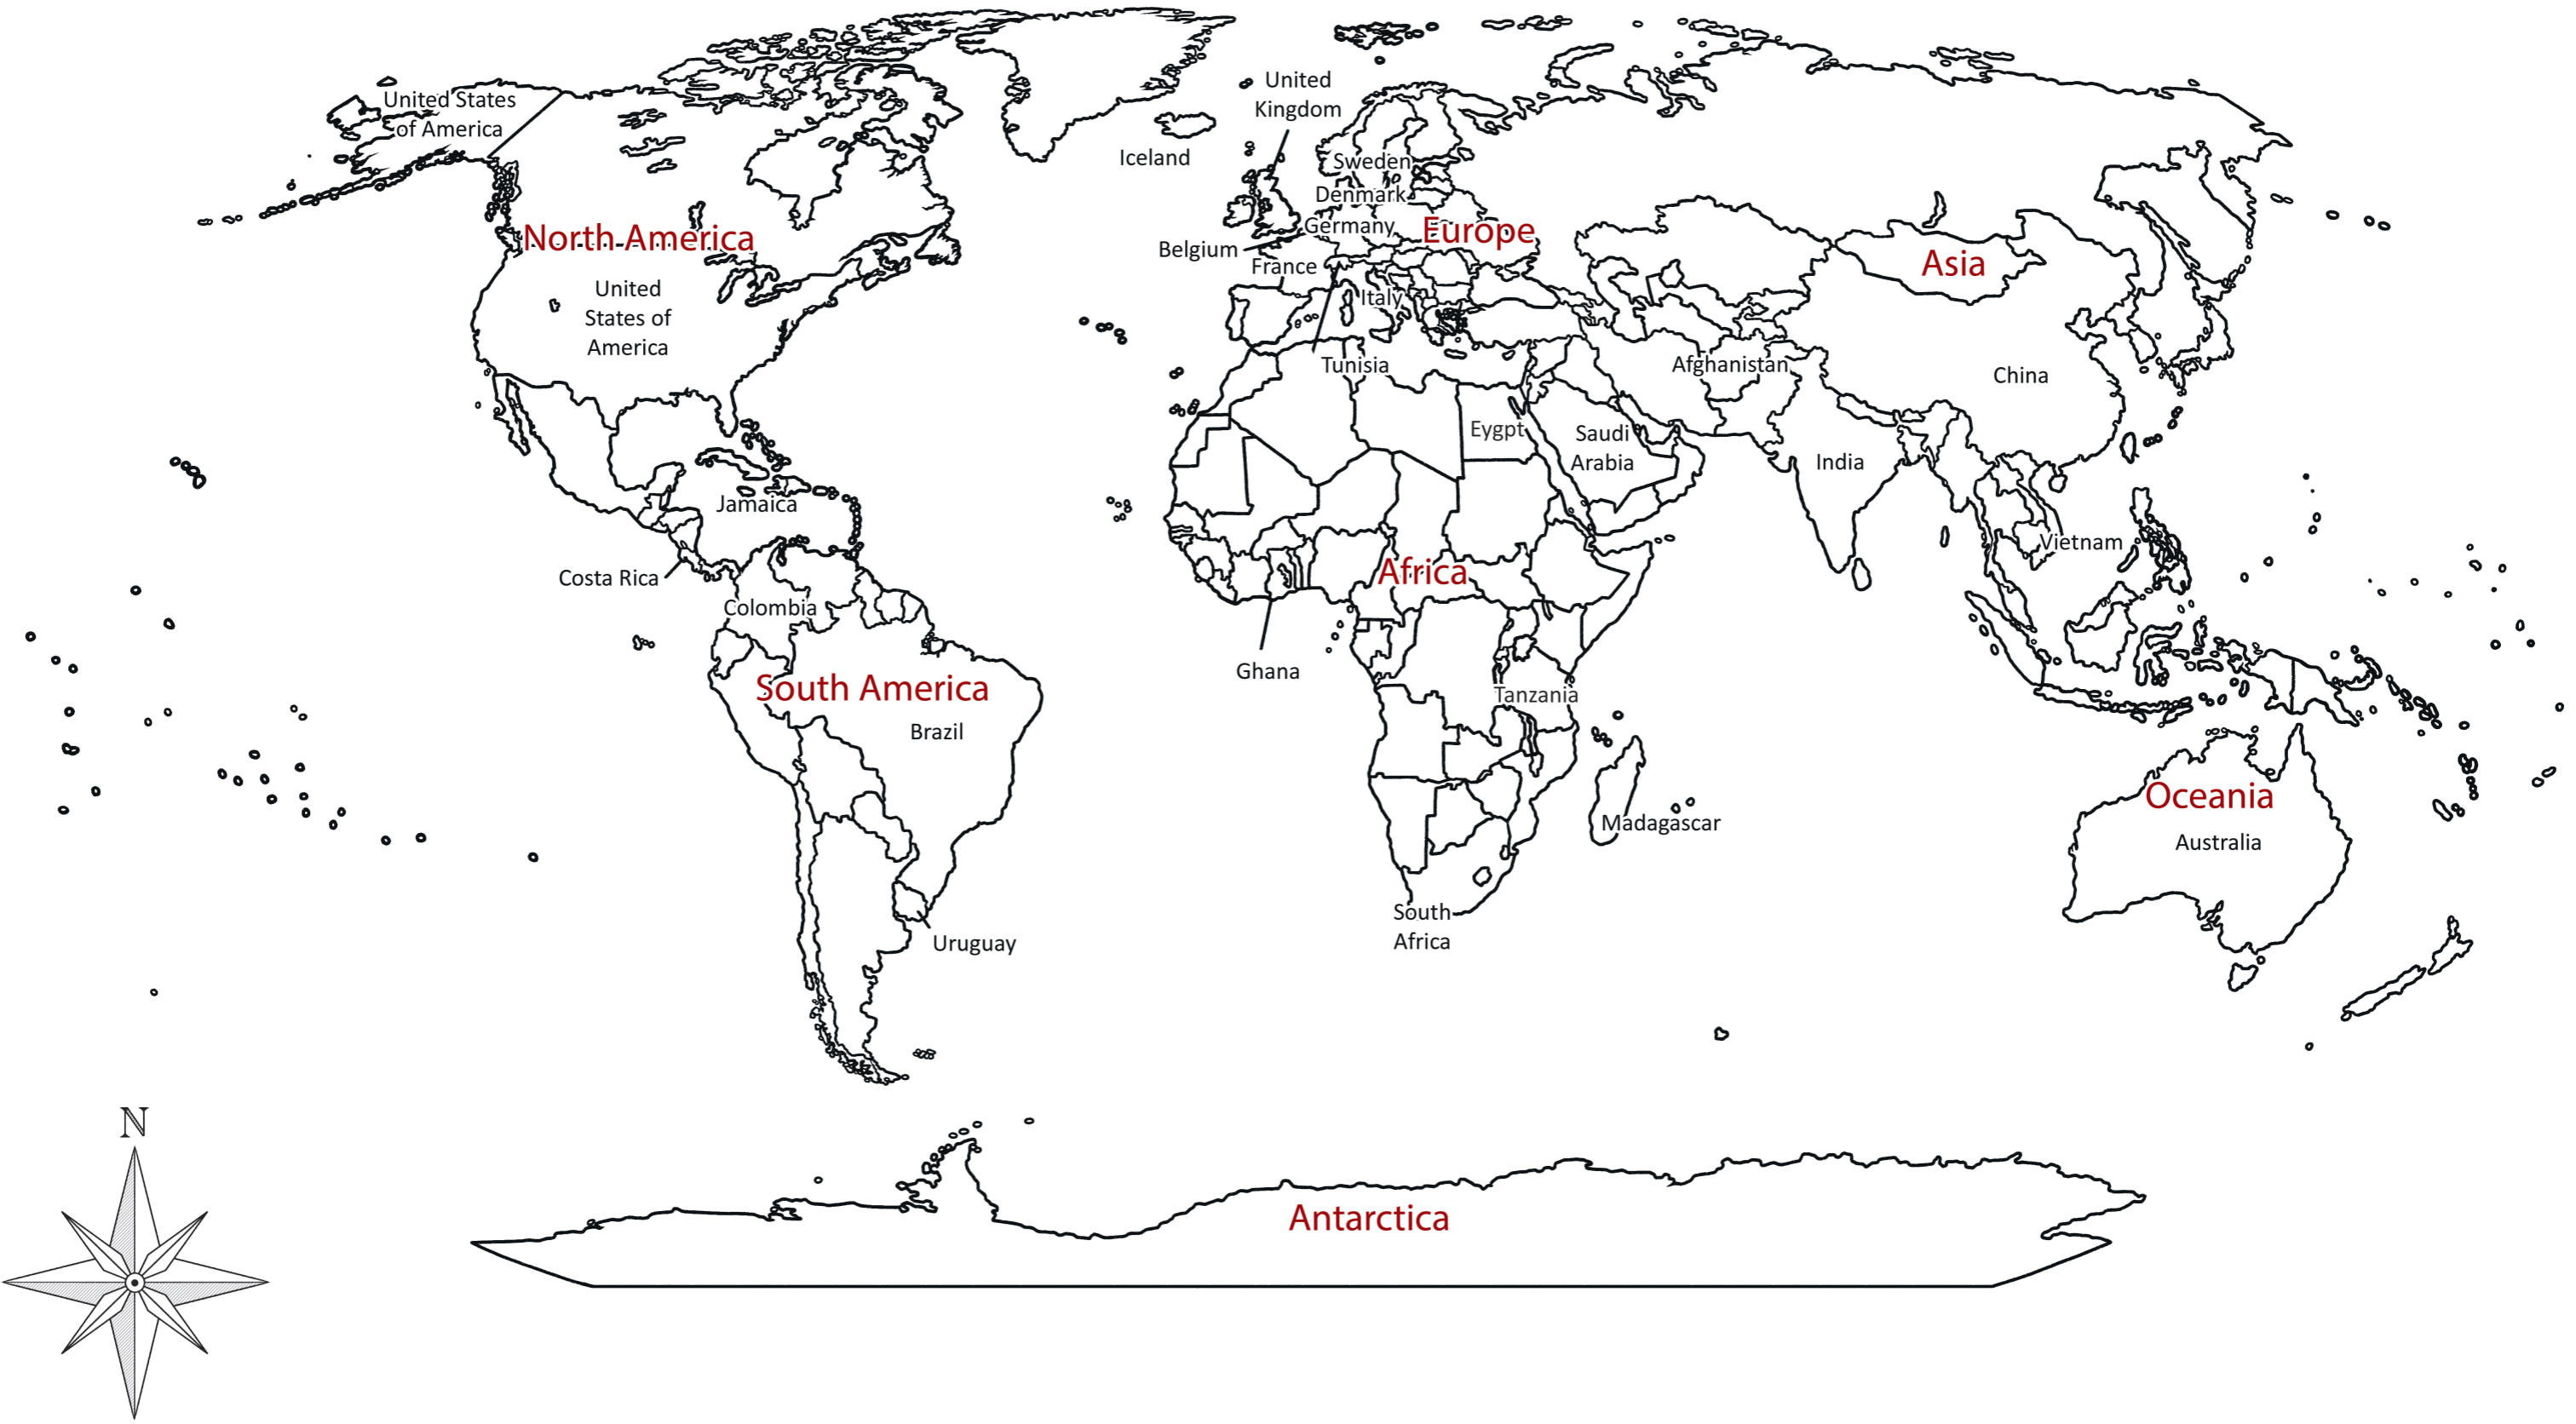 United States
of America
United
Kingdom
Iceland
Sweden
Denmark
Germany
Belgium
France
Italy
North America
Europe
Asia
United
States of
America
Tunisia
Afghanistan
China
Eygpt
Saudi
Arabia
India
Jamaica
Vietnam
Costa Rica
Africa
Colombia
Ghana
South America
Tanzania
Brazil
Oceania
Madagascar
Australia
South
Africa
Uruguay
N
Antarctica